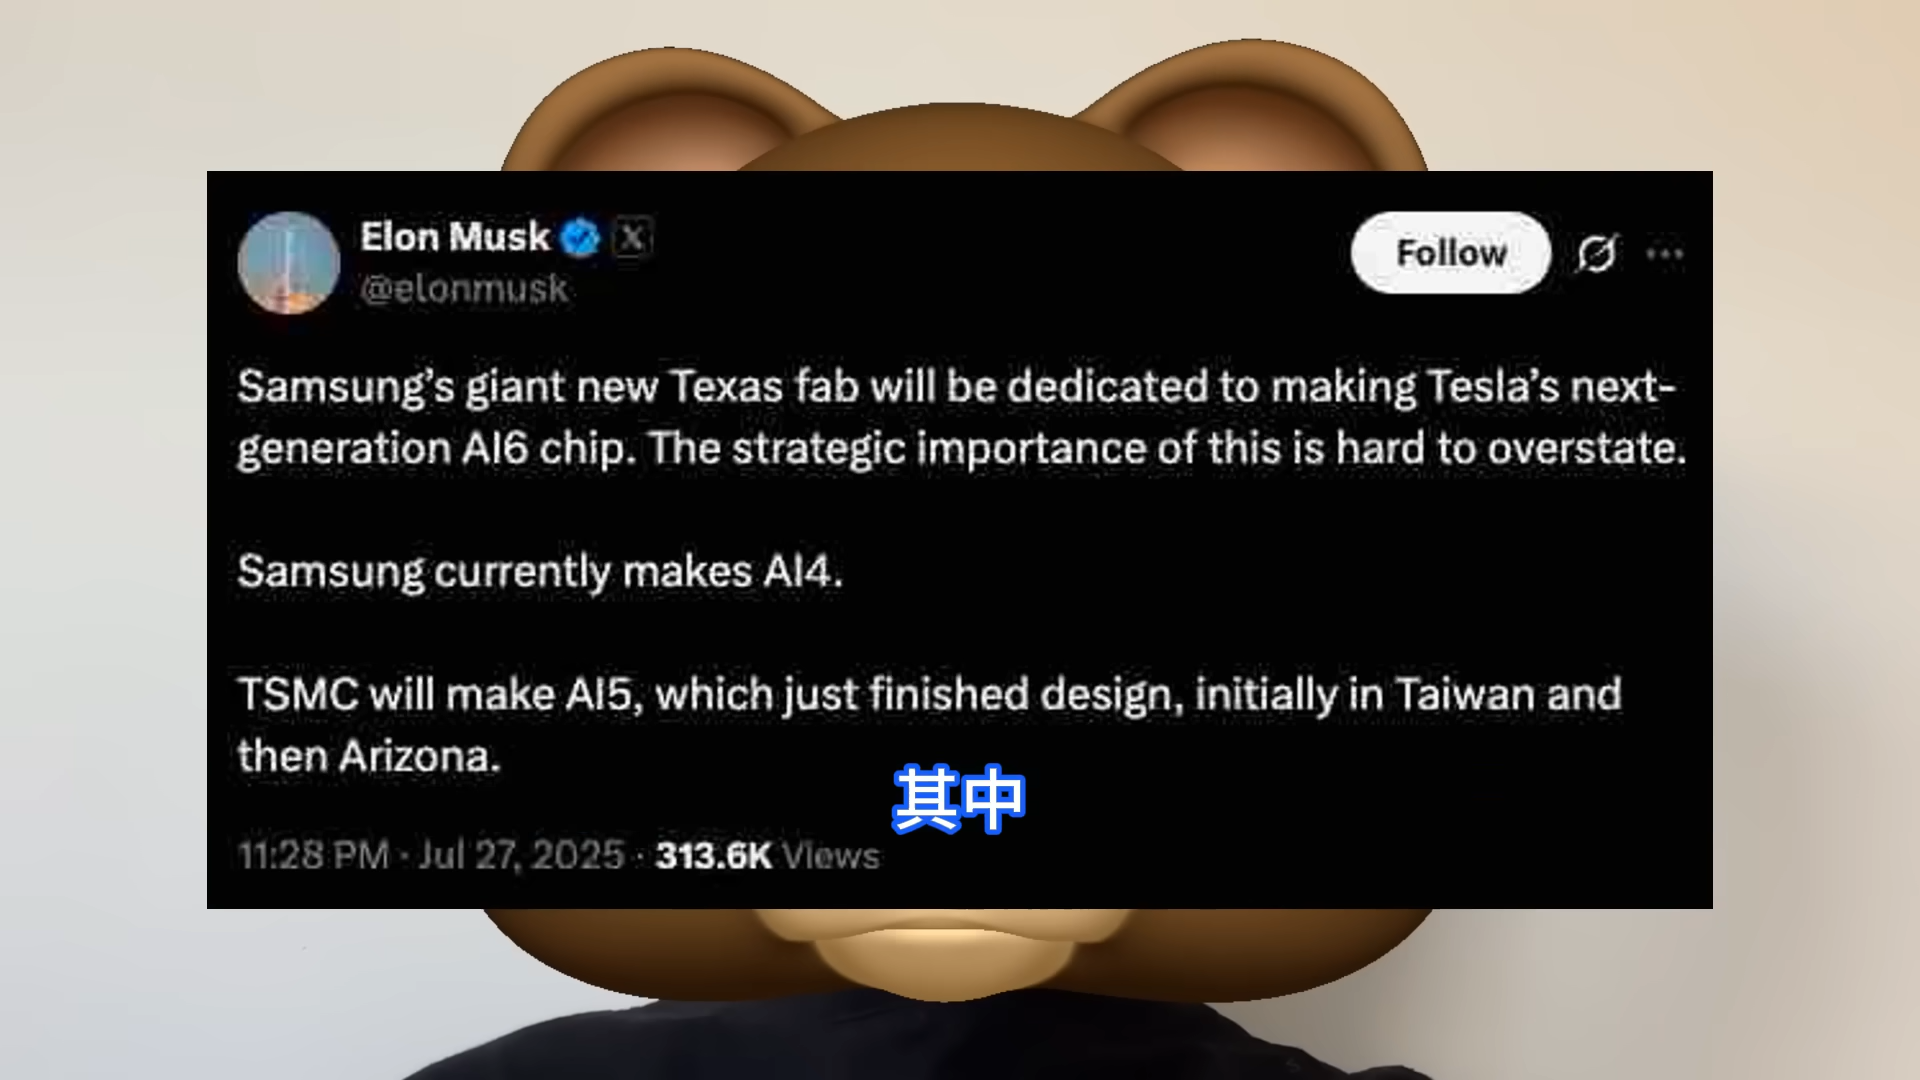 Elon Musk
@elonmusk
Follow
Samsung’s giant new Texas fab will be dedicated to making Tesla’s next-
generation AI6 chip. The strategic importance of this is hard to overstate.
Samsung currently makes AI4.
TSMC will make AI5, which just finished design, initially in Taiwan and
then Arizona.
其中
11:28 PM · Jul 27, 2025 · 313.6K Views